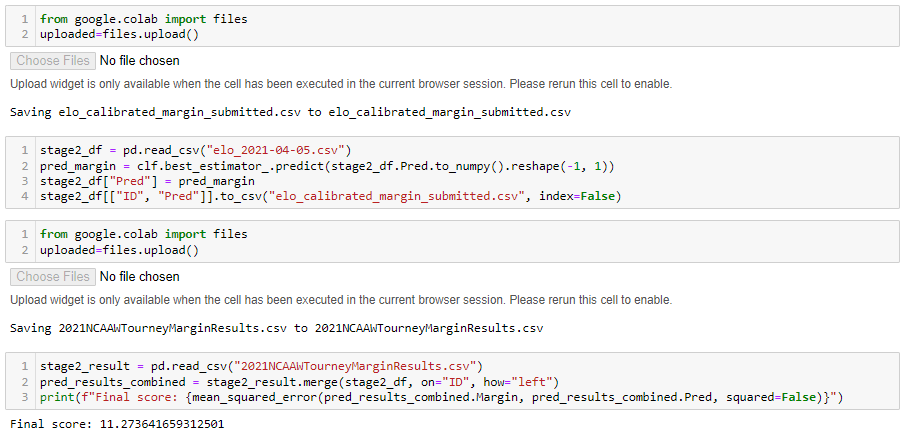 1 from google.colab import files
2 uploaded=files.upload()
Choose Files No file chosen
Upload widget is only available when the cell has been executed in the current browser session. Please rerun this cell to enable.
Saving elo_calibrated_margin_submitted.csv to elo_calibrated_margin_submitted.csv
1 stage2_df = pd.read_csv("elo_2021-04-05.csv")
2 pred_margin = clf.best_estimator_.predict(stage2_df.Pred.to_numpy().reshape(-1, 1))
3 stage2_df["Pred"] = pred_margin
4 stage2_df[["ID", "Pred"]].to_csv("elo_calibrated_margin_submitted.csv", index=False)
1 from google.colab import files
2 uploaded=files.upload()
Choose Files No file chosen
Upload widget is only available when the cell has been executed in the current browser session. Please rerun this cell to enable.
Saving 2021NCAAWTourneyMarginResults.csv to 2021NCAAWTourneyMarginResults.csv
1 stage2_result = pd.read_csv("2021NCAAWTourneyMarginResults.csv")
2 pred_results_combined = stage2_result.merge(stage2_df, on="ID", how="left")
3 print(f"Final score: {mean_squared_error(pred_results_combined.Margin, pred_results_combined.Pred, squared=False)}")
Final score: 11.273641659312501